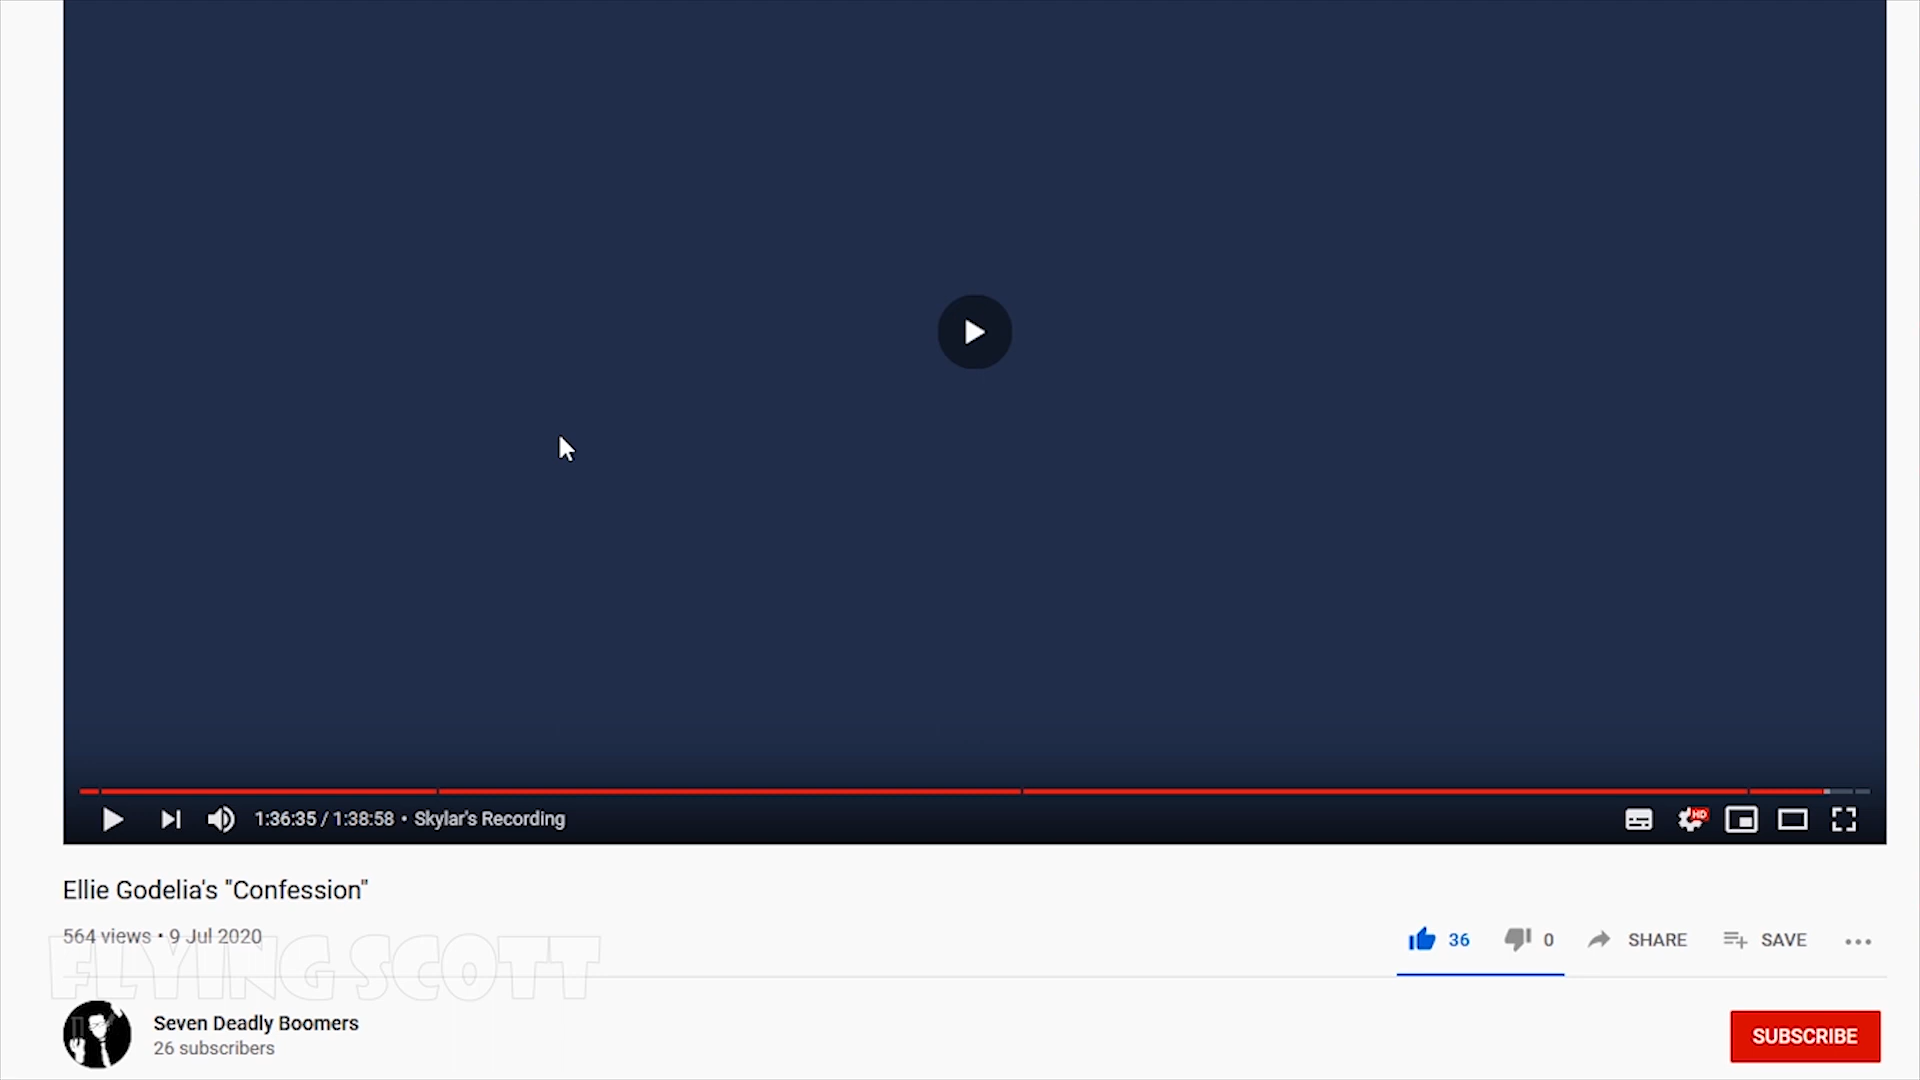 HD
1:36:35 / 1:38:58 • Skylar's Recording
Ellie Godelia's "Confession"
564 views • 9 Jul 2020
36
0
SHARE
SAVE
FLYING SCOTT
Seven Deadly Boomers
26 subscribers
SUBSCRIBE